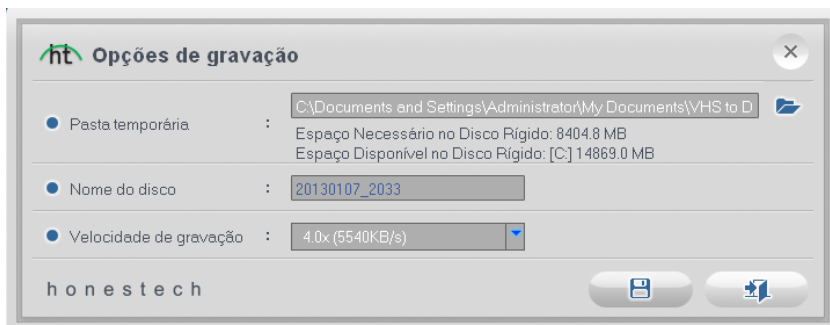 ht Opções de gravação
Pasta temporária : C:\Documents and Settings\Administrator\My Documents\VHS to D
Espaço Necessário no Disco Rígido: 8404.8 MB
Espaço Disponível no Disco Rígido: [C:] 14869.0 MB
Nome do disco : 20130107_2033
Velocidade de gravação : 4.0x (5540KB/s)
honestech